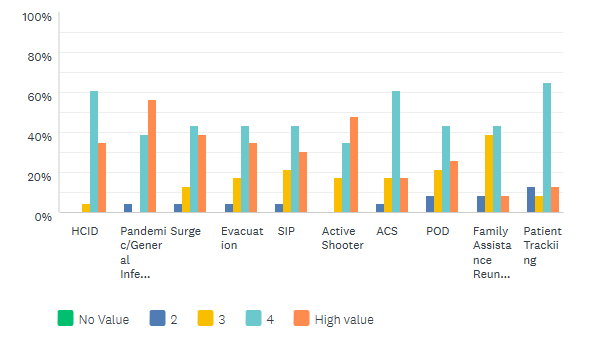 100%
80%
60%
40%
20%
0%
HCID
Pandemi
c/Gener
al
Infe...
Surge
Evacuat
ion
SIP
Active
Shooter
ACS
POD
Family
Assista
nce
Reun...
Patient
Trackii
ng
No Value
2
3
4
High value